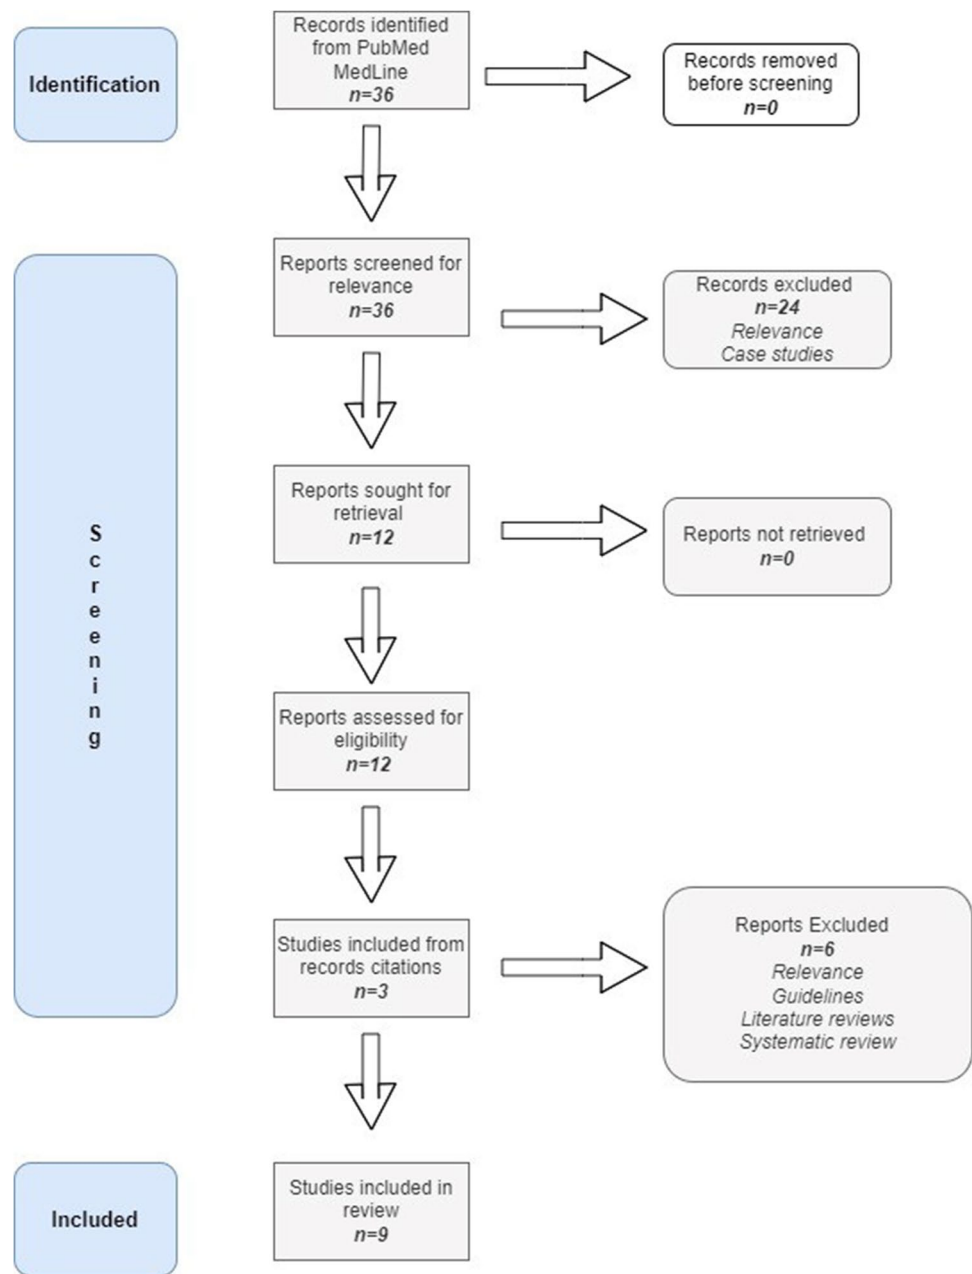 Identification
Records identified
from PubMed
MedLine
n=36
Records removed
before screening
n=0
Screening
Reports screened for
relevance
n=36
Records excluded
n=24
Relevance
Case studies
Reports sought for
retrieval
n=12
Reports not retrieved
n=0
Reports assessed for
eligibility
n=12
Studies included from
records citations
n=3
Reports Excluded
n=6
Relevance
Guidelines
Literature reviews
Systematic review
Included
Studies included in
review
n=9